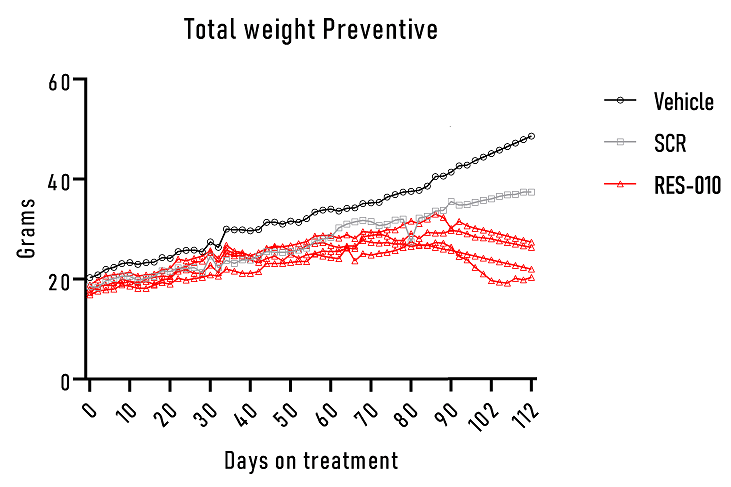 Total weight Preventive
60
40
20
0
Grams
0 10 20 30 40 50 60 70 80 90 102 112
Days on treatment
Vehicle
SCR
RES-010